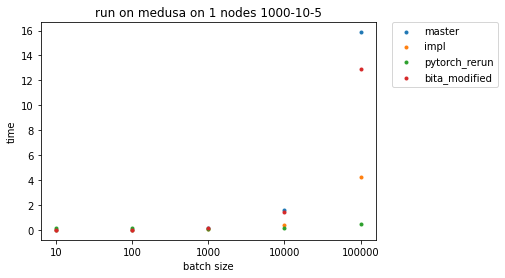 run on medusa on 1 nodes 1000-10-5
master
impl
pytorch_rerun
bita_modified
16
14
12
10
8
6
4
2
0
time
10 100 1000 10000 100000
batch size